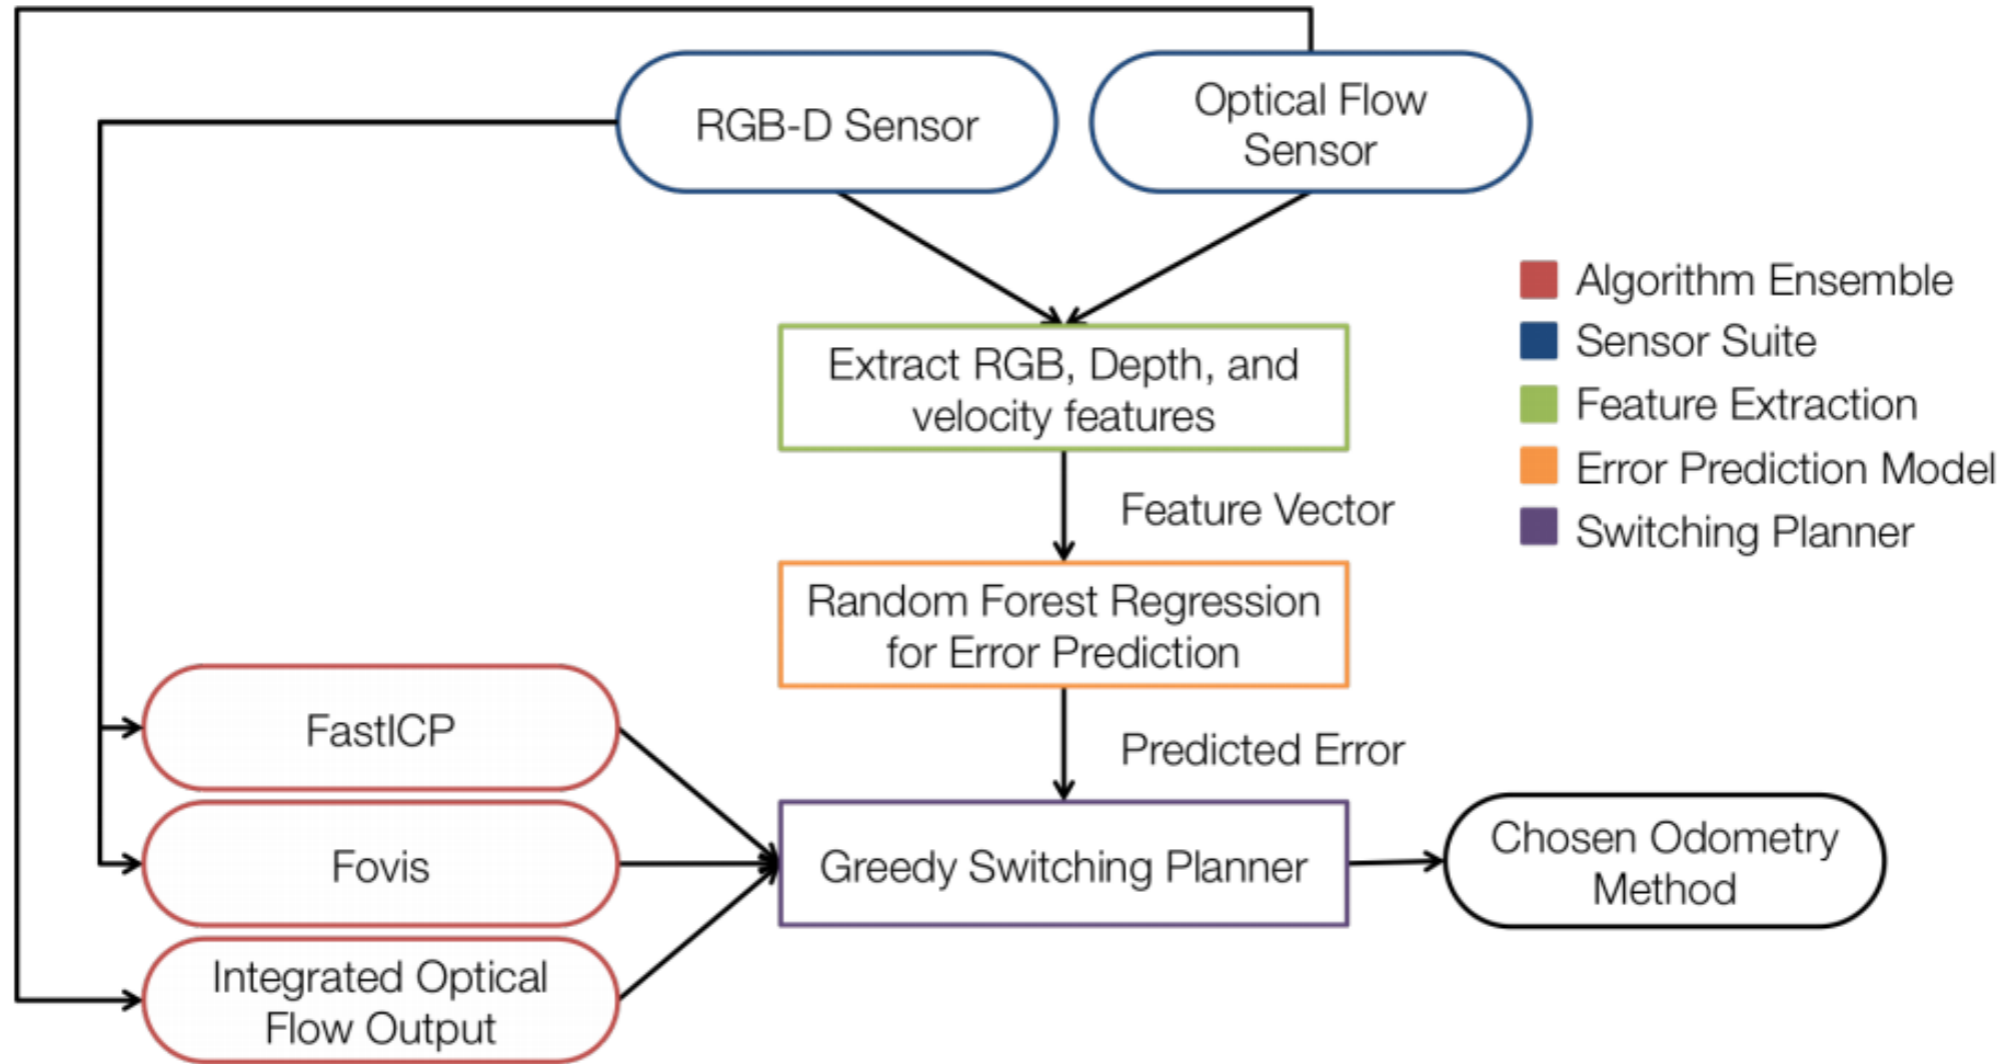 RGB-D Sensor
Optical Flow
Sensor
Extract RGB, Depth, and
velocity features
Algorithm Ensemble
Sensor Suite
Feature Extraction
Error Prediction Model
Switching Planner
Feature Vector
Random Forest Regression
for Error Prediction
Predicted Error
FastICP
Fovis
Integrated Optical
Flow Output
Greedy Switching Planner
Chosen Odometry
Method